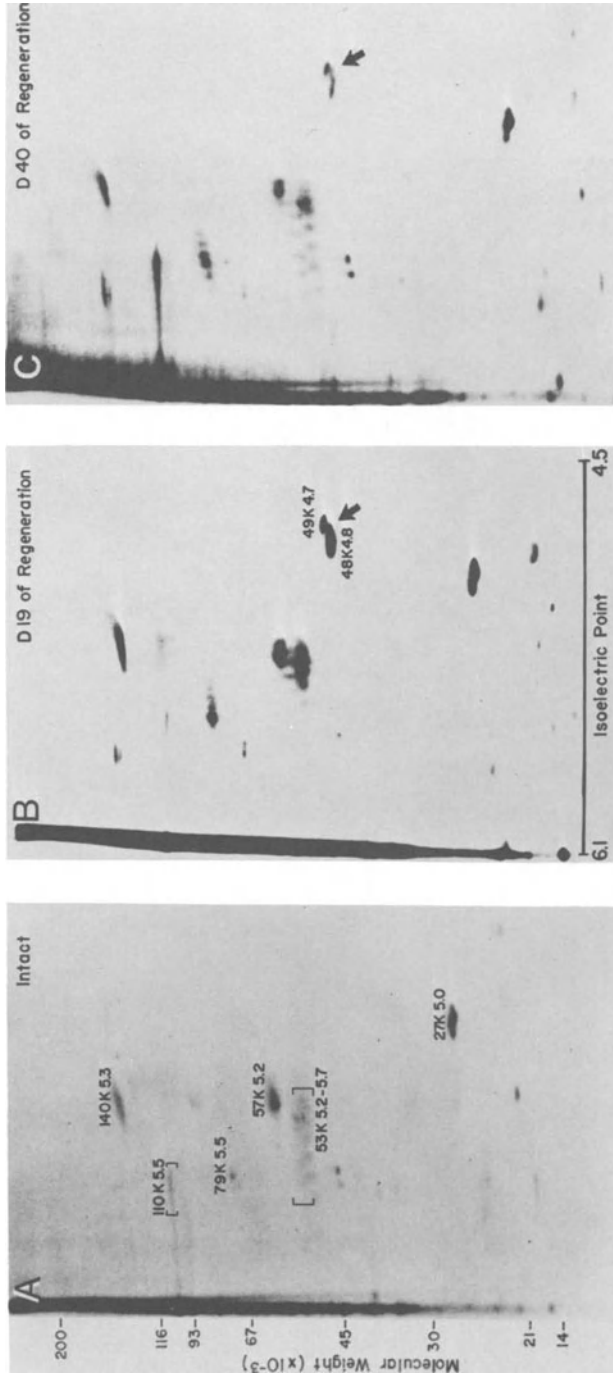 A
Intact
140K 5.3
110K 5.5
79K 5.5
57K 5.2
53K 5.2-5.7
27K 5.0
200-
116-
93-
67-
45-
30-
21-
14-
Molecular Weight (x10⁻³)
B
D19 of Regeneration
49K 4.7
48K 4.8
6.1
4.5
Isoelectric Point
C
D40 of Regeneration